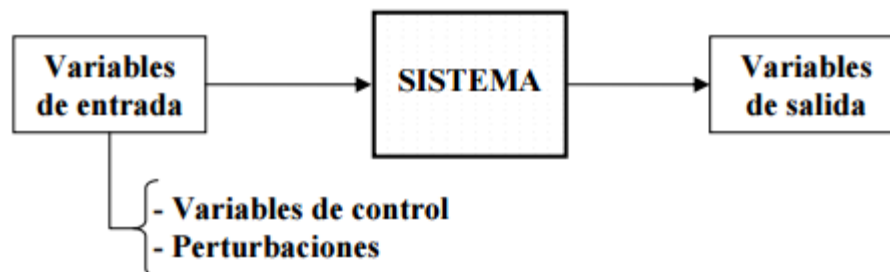 Variables
de entrada
SISTEMA
Variables
de salida
- Variables de control
- Perturbaciones